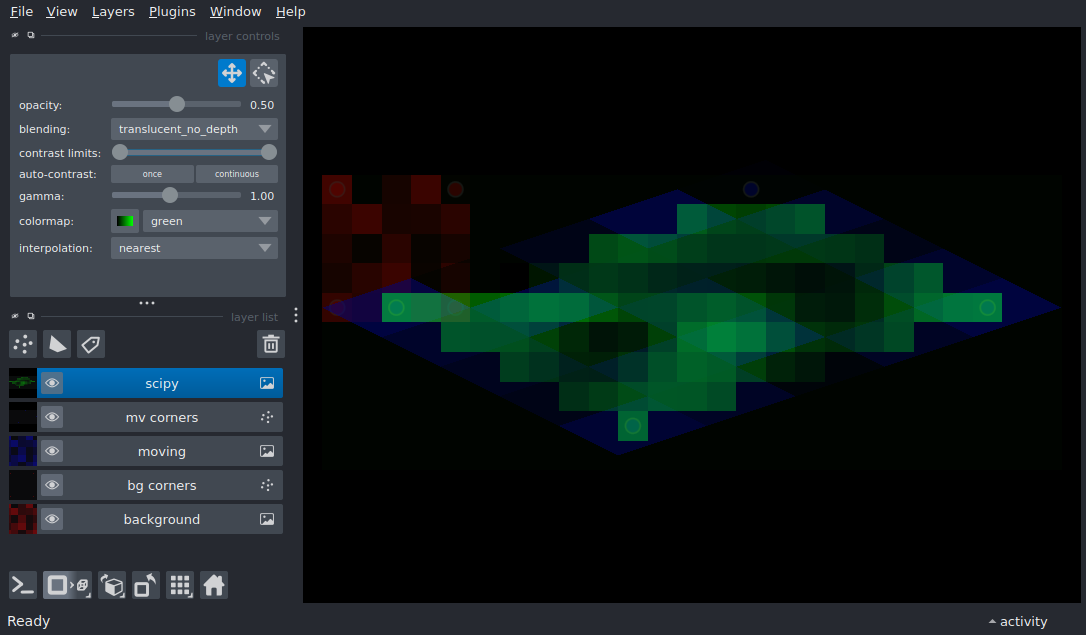 File View Layers Plugins Window Help
layer controls
opacity: 0.50
blending: translucent_no_depth
contrast limits:
auto-contrast: once continuous
gamma: 1.00
colormap: green
interpolation: nearest
layer list
scipy
mv corners
moving
bg corners
background
Ready activity